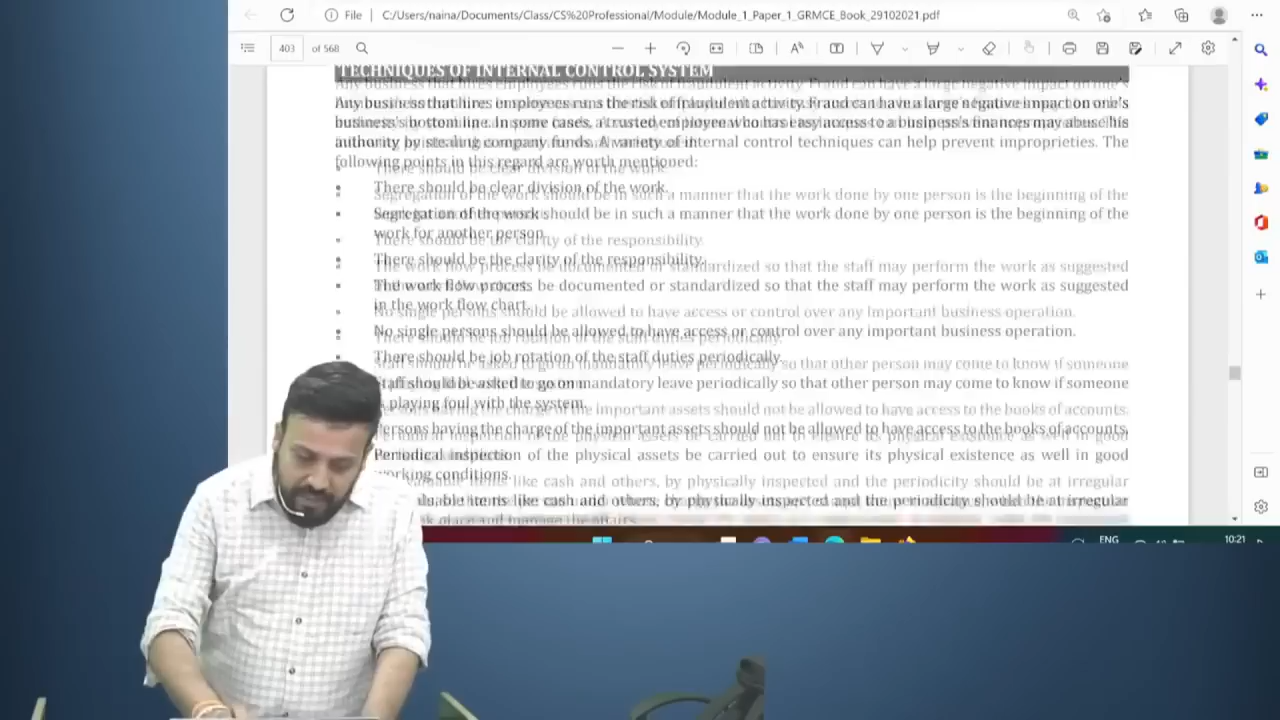 File C:/Users/naina/Documents/Class/CS%20Professional/Module/Module_1_Paper_1_GRMCE_Book_29102021.pdf
403 of 568
TECHNIQUES OF INTERNAL CONTROL SYSTEM
Any business that hires employees runs the risk of fraudulent activity. Fraud can have a large negative impact on one's
business's bottom line. In some cases, a trusted employee who has easy access to a business's finances may abuse his
authority by stealing company funds. A variety of internal control techniques can help prevent improprieties. The
following points in this regard are worth mentioned:
There should be clear division of the work.
Segregation of the work should be in such a manner that the work done by one person is the beginning of the
work for another person.
There should be the clarity of the responsibility.
The work flow process be documented or standardized so that the staff may perform the work as suggested
in the work flow chart.
No single persons should be allowed to have access or control over any important business operation.
There should be job rotation of the staff duties periodically.
Staff should be asked to go on mandatory leave periodically so that other person may come to know if someone
playing foul with the system.
Persons having the charge of the important assets should not be allowed to have access to the books of accounts.
Periodical inspection of the physical assets be carried out to ensure its physical existence as well in good
working conditions.
items like cash and others, by physically inspected and the periodicity should be at irregular
place and manage the affairs.
ENG 10:21